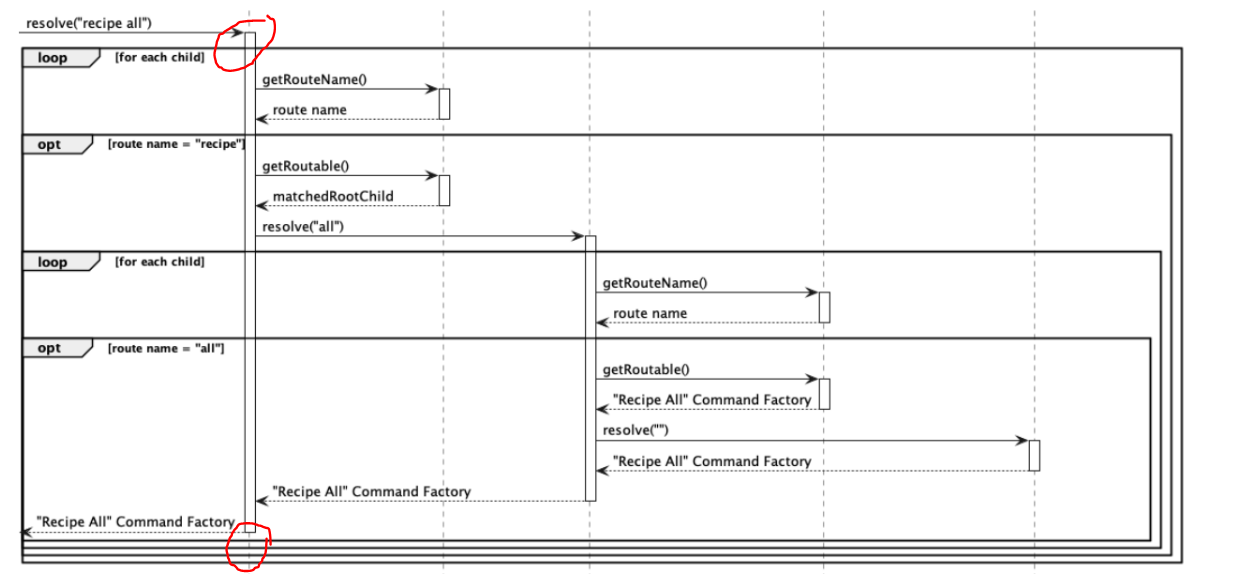 resolve("recipe all")
loop [for each child]
getRouteName()
route name
opt [route name = "recipe"]
getRoutable()
matchedRootChild
resolve("all")
loop [for each child]
getRouteName()
route name
opt [route name = "all"]
getRoutable()
"Recipe All" Command Factory
resolve("")
"Recipe All" Command Factory
"Recipe All" Command Factory
"Recipe All" Command Factory